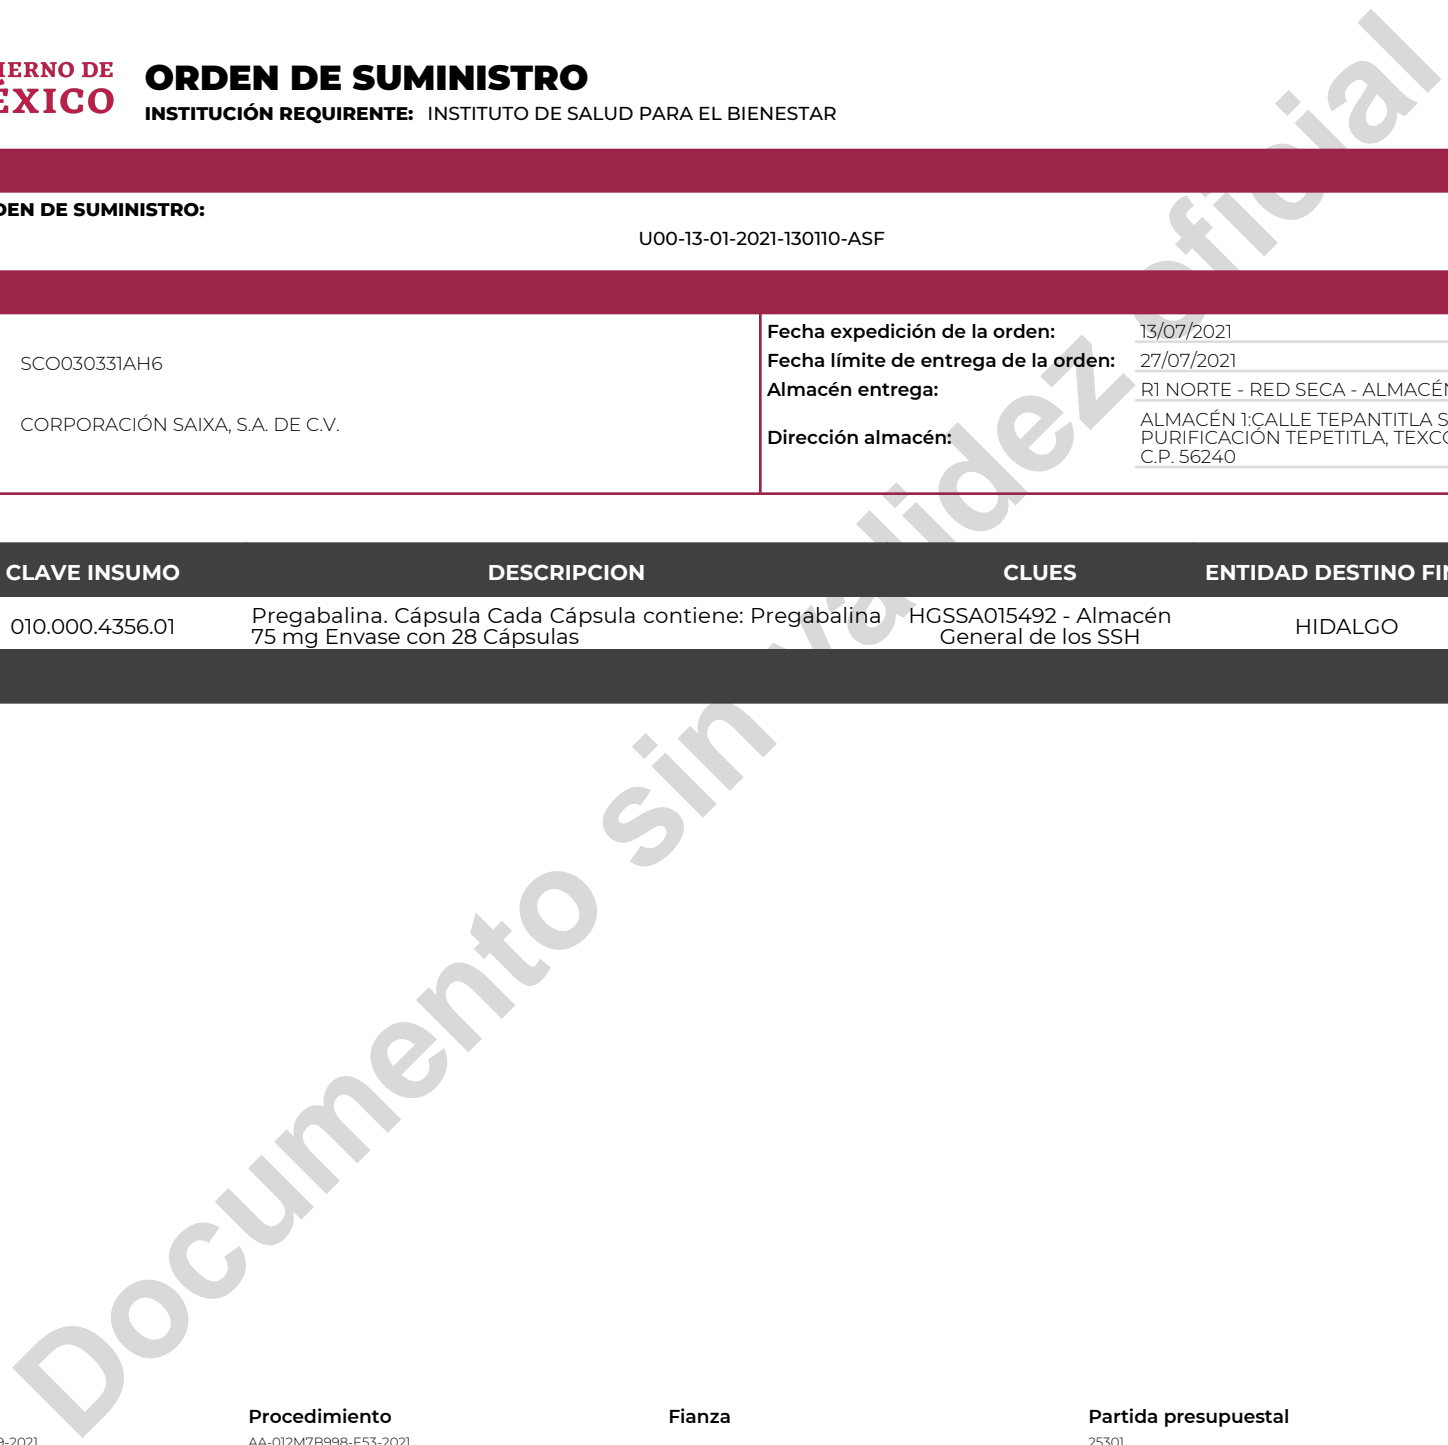 ORDEN DE SUMINISTRO
DE
INSTITUCIÓN REQUIRENTE: INSTITUTO DE SALUD PARA EL BIENESTAR
DE SUMINISTRO:
U00-13-01-2021-130110-ASF
SCO030331AH6
CORPORACIÓN SAIXA, S.A. DE C.V.
Fecha expedición de la orden: 13/07/2021
Fecha límite de entrega de la orden: 27/07/2021
Almacén entrega: R1 NORTE - RED SECA - ALMACÉN
Dirección almacén:
ALMACÉN 1:CALLE TEPANTITLA
PURIFICACIÓN TEPETITLA,
C.P. 56240
CLAVE INSUMO DESCRIPCION CLUES ENTIDAD DESTINO
010.000.4356.01
Pregabalina. Cápsula Cada Cápsula contiene: Pregabalina
75 mg Envase con 28 Cápsulas
HGSSA015492 - Almacén
General de los SSH
HIDALGO
Documento sin validez oficial
Procedimiento Fianza Partida presupuestal
AA-012M7B998-E53-2021 25301